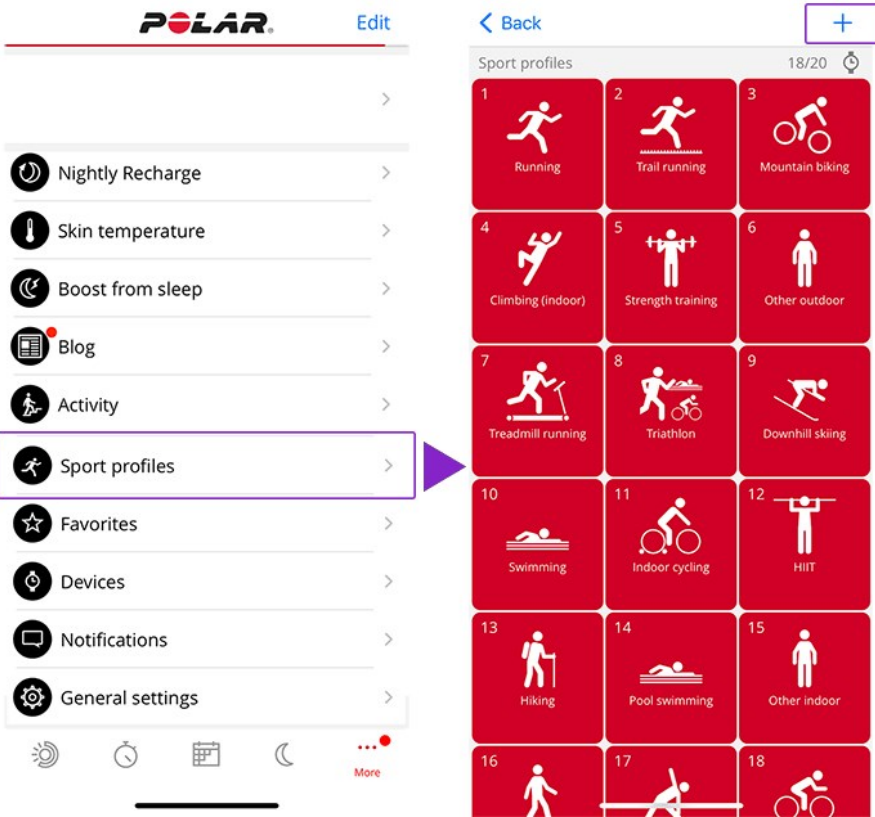 POLAR.
Edit
Nightly Recharge
Skin temperature
Boost from sleep
Blog
Activity
Sport profiles
Favorites
Devices
Notifications
General settings
More
Back
+
Sport profiles 18/20
1
Running
2
Trail running
3
Mountain biking
4
Climbing (indoor)
5
Strength training
6
Other outdoor
7
Treadmill running
8
Triathlon
9
Downhill skiing
10
Swimming
11
Indoor cycling
12
HIIT
13
Hiking
14
Pool swimming
15
Other indoor
16
17
18